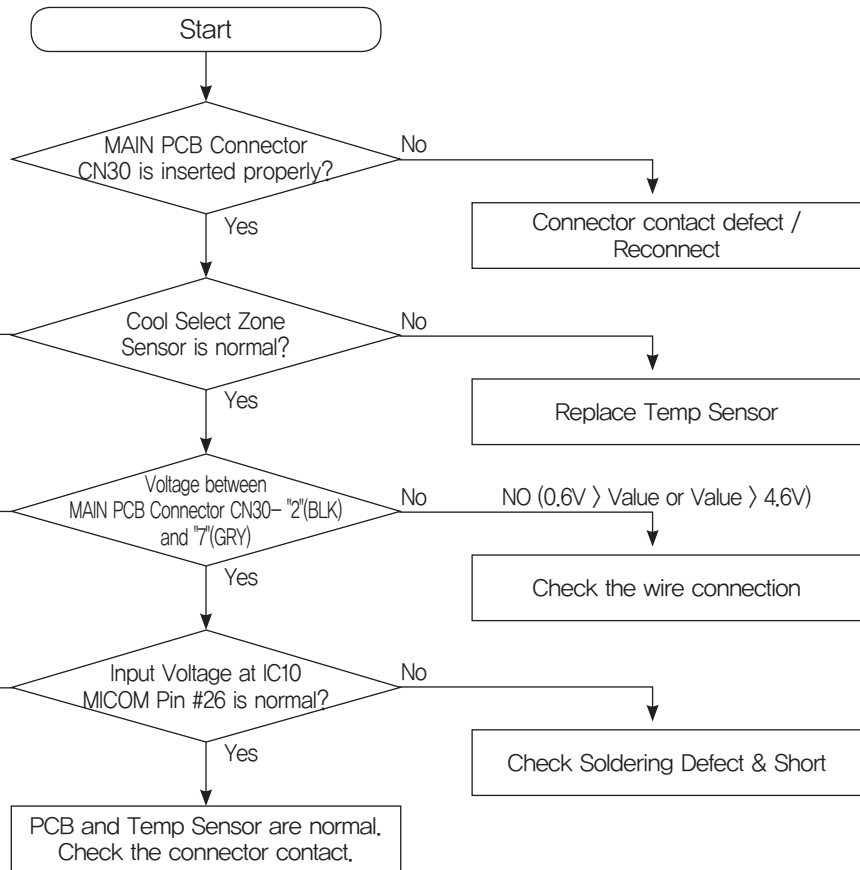 Start
MAIN PCB Connector
CN30 is inserted properly?
No
Connector contact defect /
Reconnect
Yes
Cool Select Zone
Sensor is normal?
No
Replace Temp Sensor
Yes
Voltage between
MAIN PCB Connector CN30- "2"(BLK)
and "7"(GRY)
No
NO (0.6V > Value or Value > 4.6V)
Check the wire connection
Yes
Input Voltage at IC10
MICOM Pin #26 is normal?
No
Check Soldering Defect & Short
Yes
PCB and Temp Sensor are normal.
Check the connector contact.